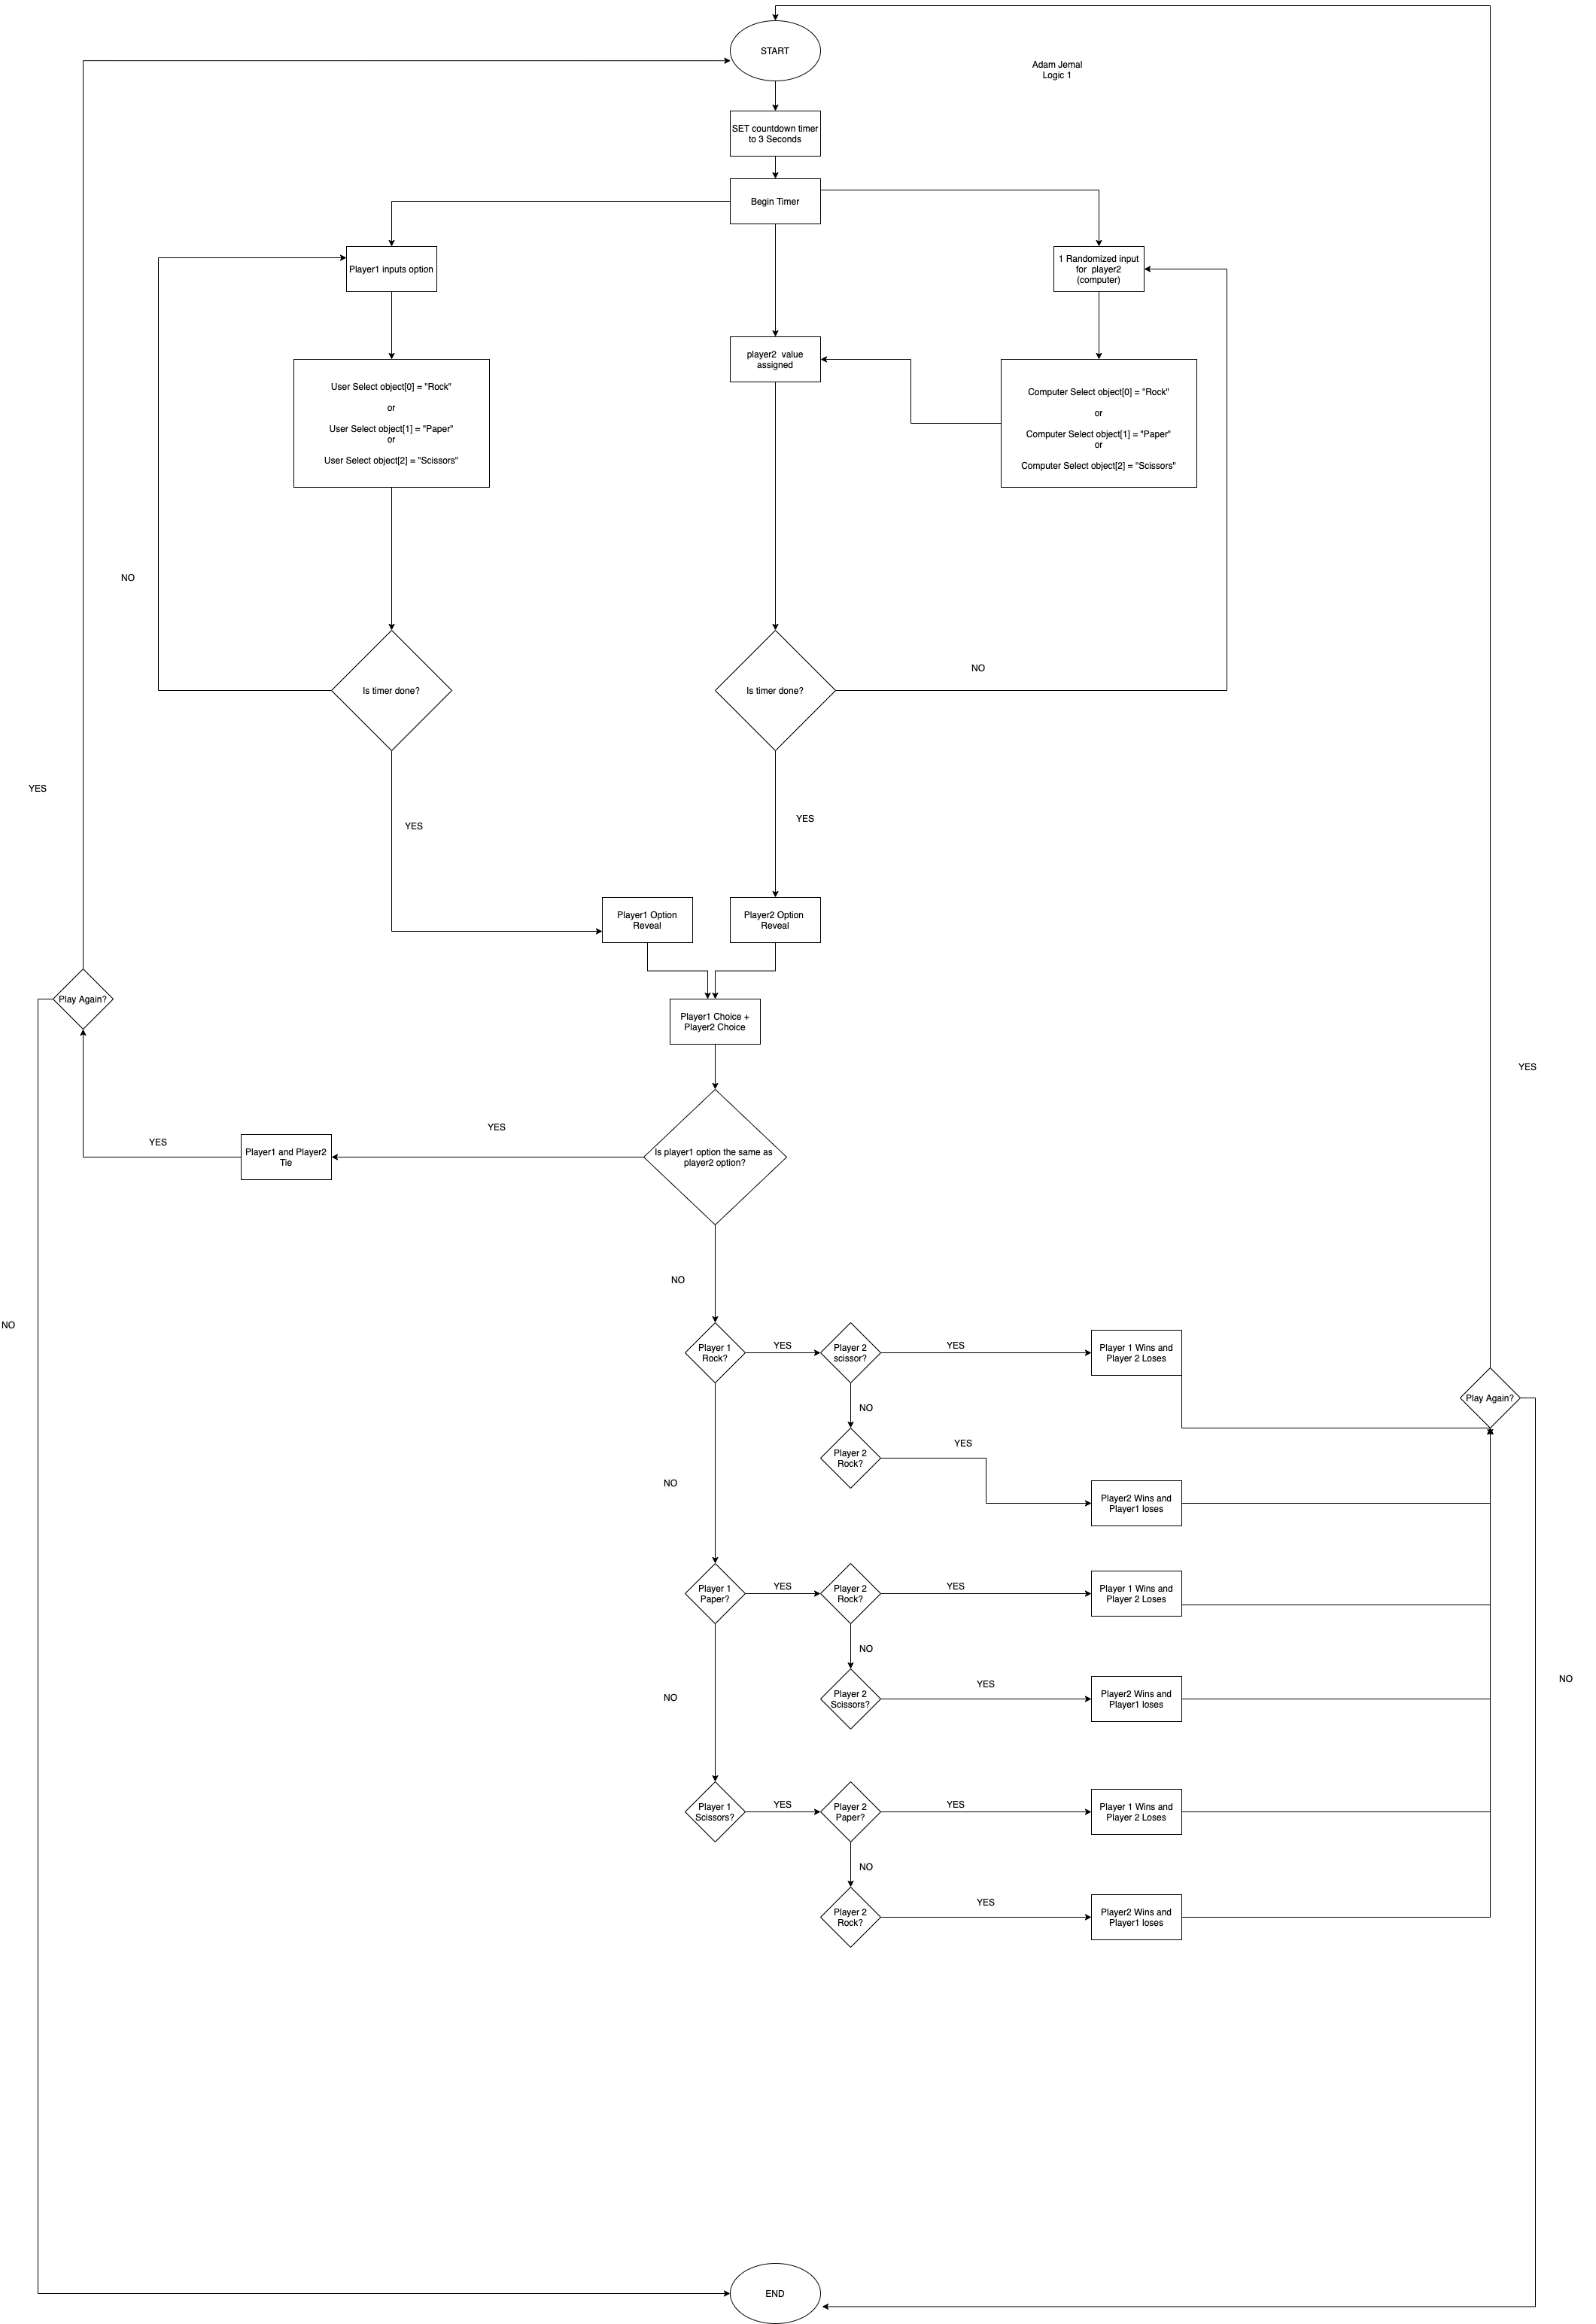 START
Adam Jemal
Logic 1
SET countdown timer
to 3 Seconds
Begin Timer
Player1 inputs option
1 Randomized input
for player2
(computer)
User Select object[0] = "Rock"
or
User Select object[1] = "Paper"
or
User Select object[2] = "Scissors"
player2 value
assigned
Computer Select object[0] = "Rock"
or
Computer Select object[1] = "Paper"
or
Computer Select object[2] = "Scissors"
NO
Is timer done?
Is timer done?
NO
YES
YES
YES
Player1 Option
Reveal
Player2 Option
Reveal
Play Again?
Player1 Choice +
Player2 Choice
YES
YES
Player1 and Player2
Tie
YES
Is player1 option the same as
player2 option?
NO
NO
Player 1
Rock?
YES
Player 2
scissor?
YES
Player 1 Wins and
Player 2 Loses
Play Again?
NO
Player 2
Rock?
YES
NO
Player2 Wins and
Player1 loses
Player 1
Paper?
YES
Player 2
Rock?
YES
Player 1 Wins and
Player 2 Loses
NO
NO
Player 2
Scissors?
YES
Player2 Wins and
Player1 loses
NO
Player 1
Scissors?
YES
Player 2
Paper?
YES
Player 1 Wins and
Player 2 Loses
NO
Player 2
Rock?
YES
Player2 Wins and
Player1 loses
END